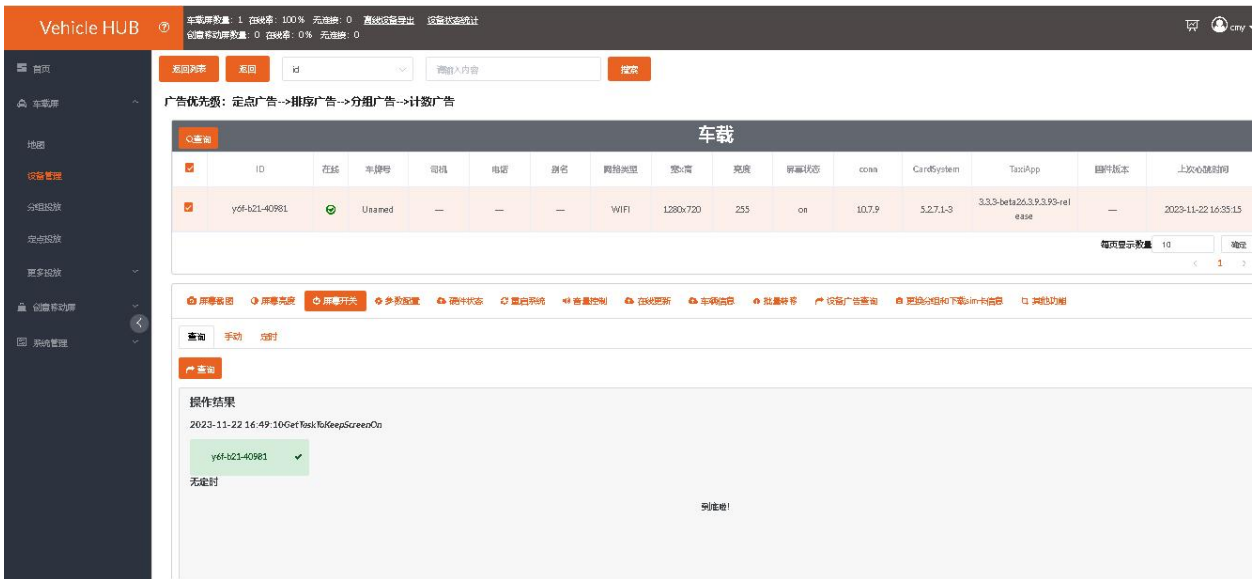 Vehicle HUB
车载屏数量: 1 在线率: 100% 无连接: 0 离线设备导出 设备状态统计
创意移动屏数量: 0 在线率: 0% 无连接: 0
cmy
首页
车载屏
地图
设备管理
分组投放
定点投放
更多投放
创意移动屏
系统管理
返回列表 返回 id 请输入内容 搜索
广告优先级: 定点广告-->排序广告-->分组广告-->计数广告
查询 车载
ID 在线 车牌号 司机 电话 别名 网络类型 宽x高 亮度 屏幕状态 conn CardSystem TaxiApp 固件版本 上次心跳时间
y6f-b21-40981 Unamed — — — WIFI 1280x720 255 on 10.7.9 5.2.7.1-3 3.3.3-beta26.3.9.3.93-rel
ease — 2023-11-22 16:35:15
每页显示数量 10 确定
< 1 >
屏幕截图 屏幕亮度 屏幕开关 参数配置 硬件状态 重启系统 音量控制 在线更新 车辆信息 批量转移 设备广告查询 更换分组和下载sim卡信息 其他功能
查询 手动 定时
查询
操作结果
2023-11-22 16:49:10GetTaskToKeepScreenOn
y6f-b21-40981
无定时
到底啦!